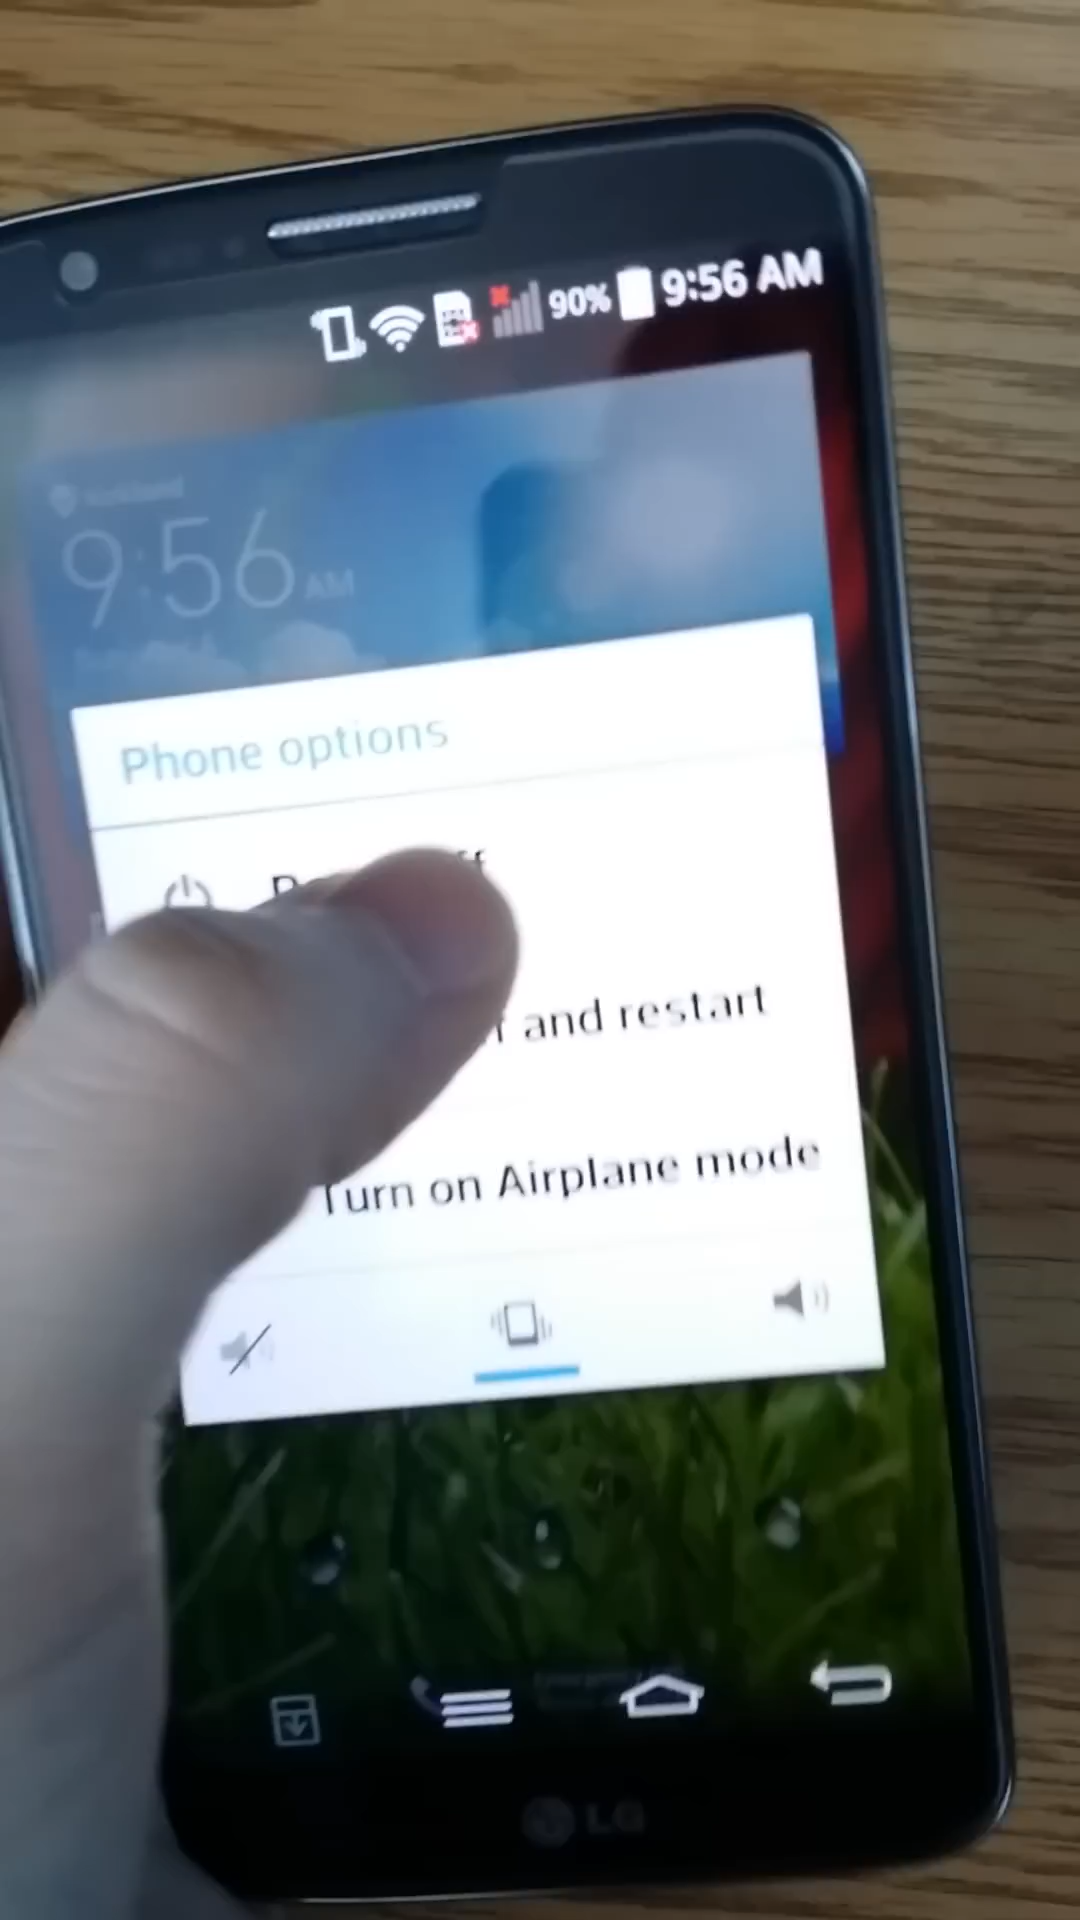 90% 9:56 AM
9:56 AM
Phone options
and restart
Turn on Airplane mode
LG